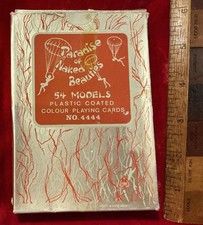 Paradise
of
Naked
Beauties
54 MODELS
PLASTIC COATED
COLOUR PLAYING CARDS
NO. 4444